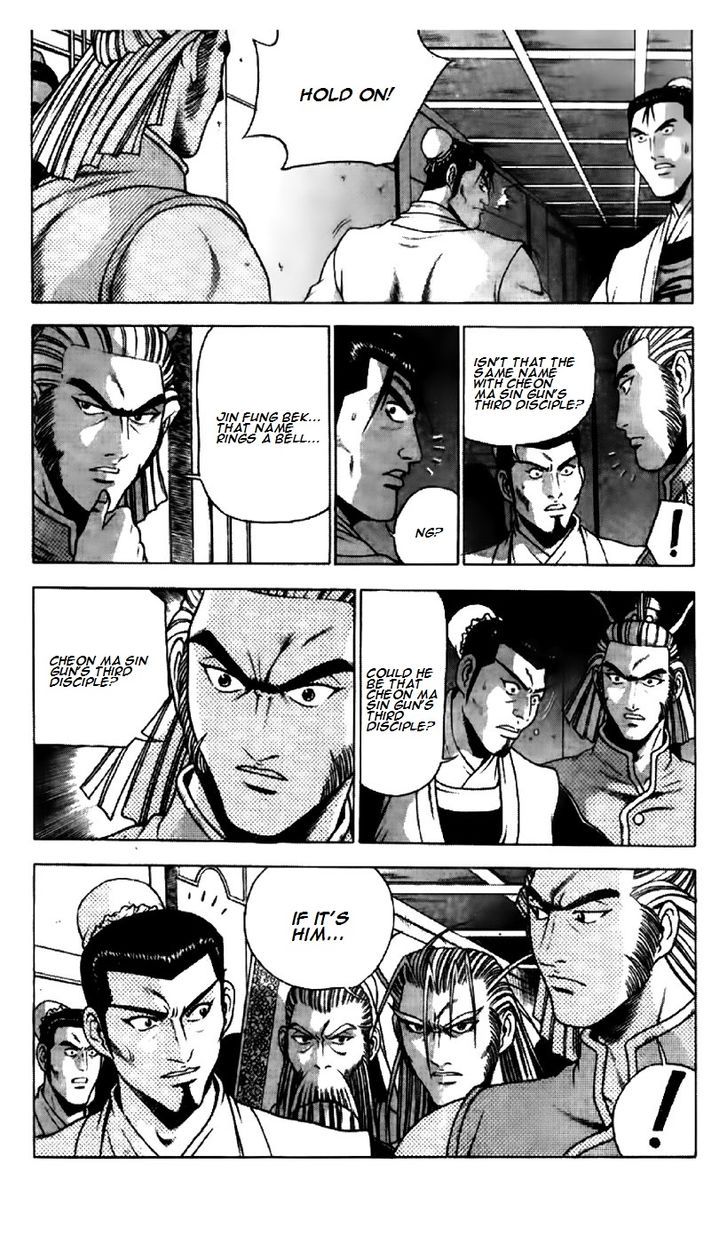 HOLD ON!
JIN FUNG BEK...
THAT NAME
RINGS A BELL...
NG?
ISN'T THAT THE
SAME NAME
WITH CHEON
MA SIN GUN'S
THIRD DISCIPLE?
!
CHEON MA SIN
GUN'S THIRD
DISCIPLE?
COULD HE
BE THAT
CHEON MA
SIN GUN'S
THIRD
DISCIPLE?
IF IT'S
HIM...
!